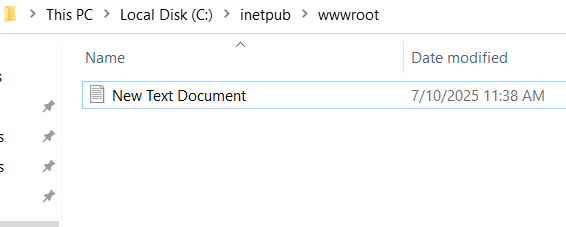 This PC > Local Disk (C:) > inetpub > wwwroot
Name Date modified
New Text Document 7/10/2025 11:38 AM